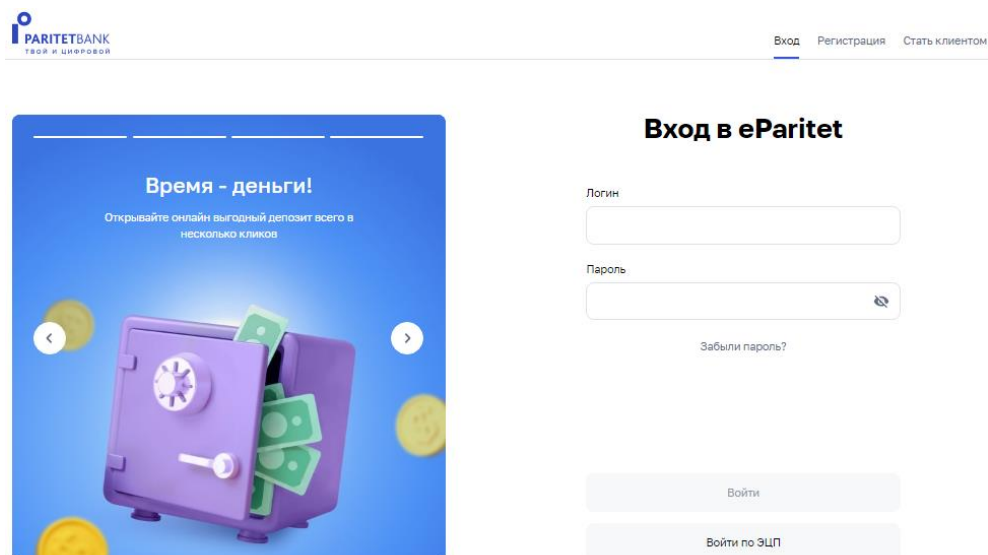 PARITETBANK
ТВОЙ И ЦИФРОВОЙ
Вход
Регистрация
Стать клиентом
Время - деньги!
Открывайте онлайн выгодный депозит всего в
несколько кликов
Вход в eParitet
Логин
Пароль
Забыли пароль?
Войти
Войти по ЭЦП